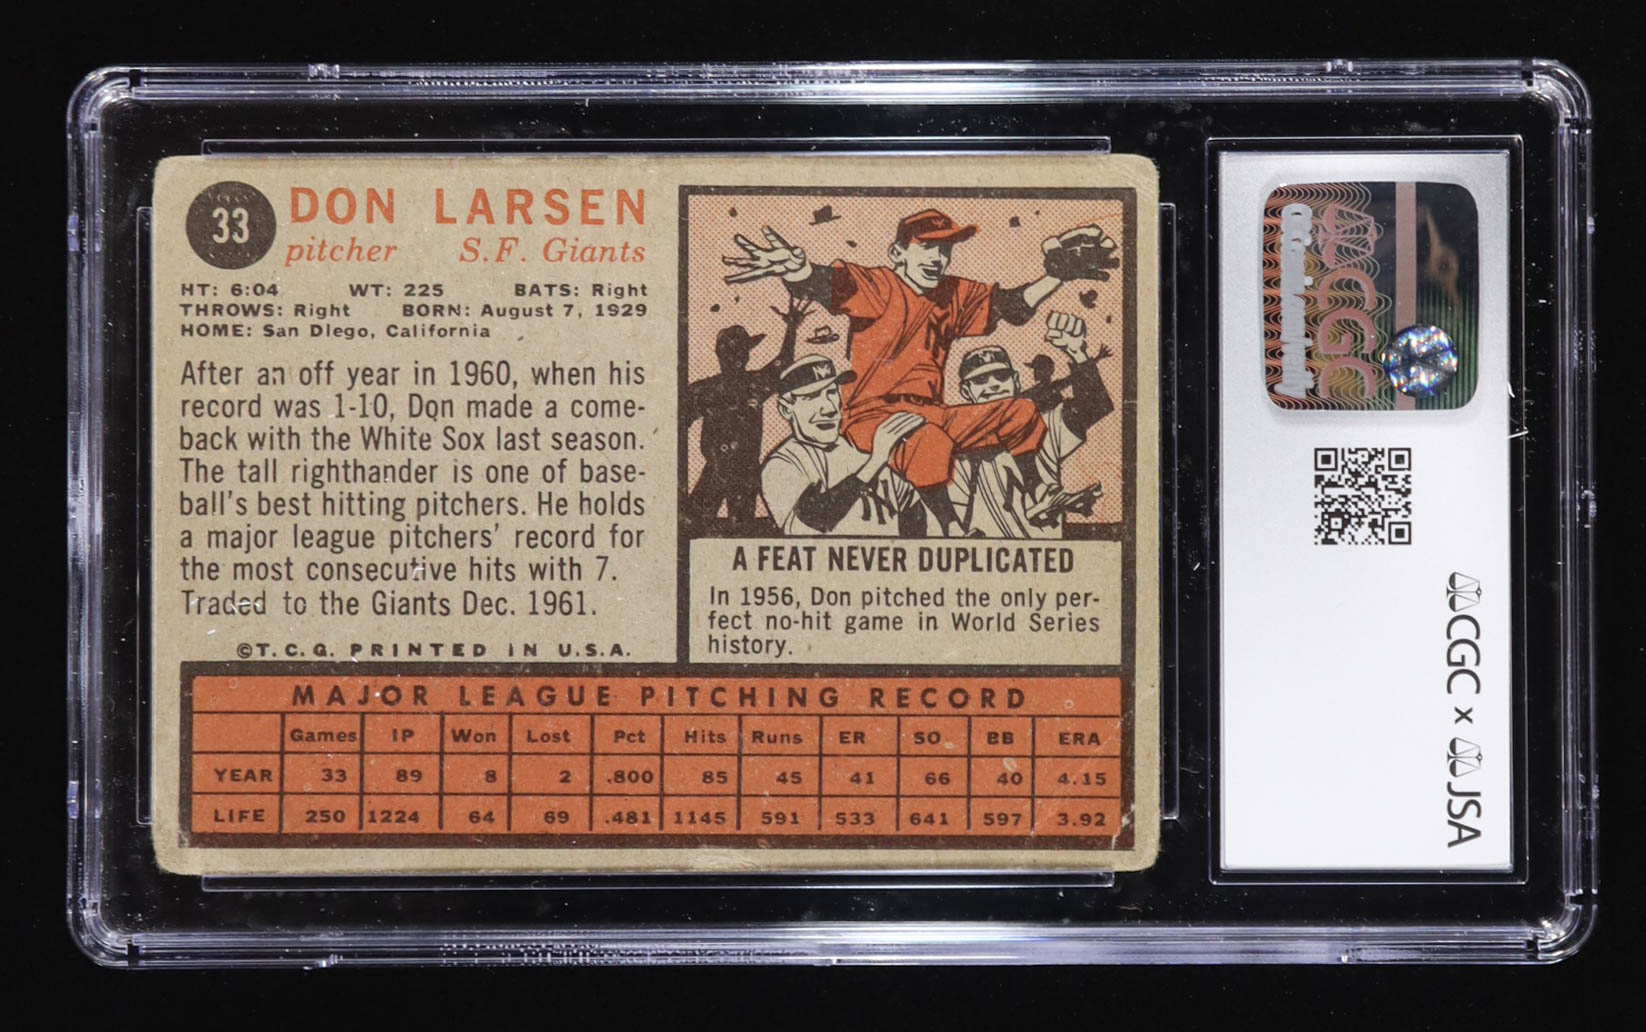 33
DON LARSEN
pitcher S.F. Giants
HT: 6:04 WT: 225 BATS: Right
THROWS: Right BORN: August 7, 1929
HOME: San Diego, California
After an off year in 1960, when his
record was 1-10, Don made a come-
back with the White Sox last season.
The tall righthander is one of base-
ball's best hitting pitchers. He holds
a major league pitchers' record for
the most consecutive hits with 7.
Traded to the Giants Dec. 1961.
©T.C.G. PRINTED IN U.S.A.
A FEAT NEVER DUPLICATED
In 1956, Don pitched the only per-
fect no-hit game in World Series
history.
MAJOR LEAGUE PITCHING RECORD
Games IP Won Lost Pct Hits Runs ER SO BB ERA
YEAR 33 89 8 2 .800 85 45 41 66 40 4.15
LIFE 250 1224 64 69 .481 1145 591 533 641 597 3.92
CGC
CGC
CGC x JSA